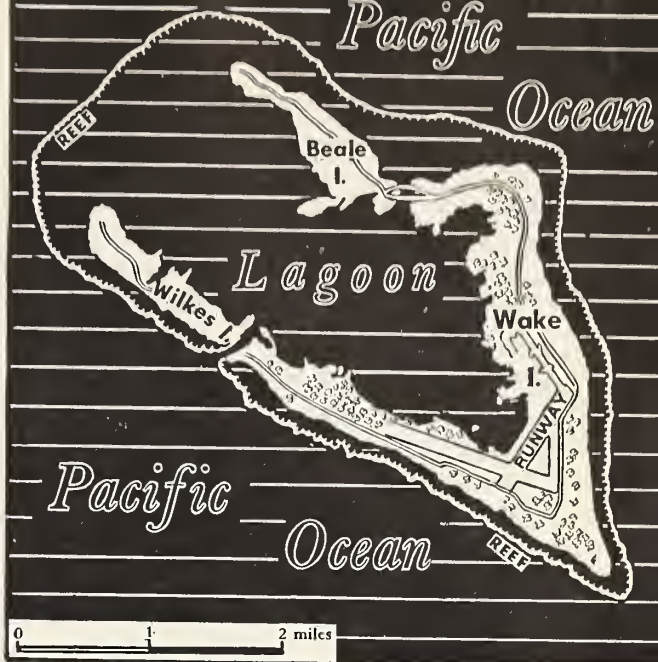 Pacific
Ocean
REEF
Beale
I.
Lagoon
Wilkes I.
Wake
I.
RUNWAY
Pacific
Ocean
REEF
0 1 2 miles